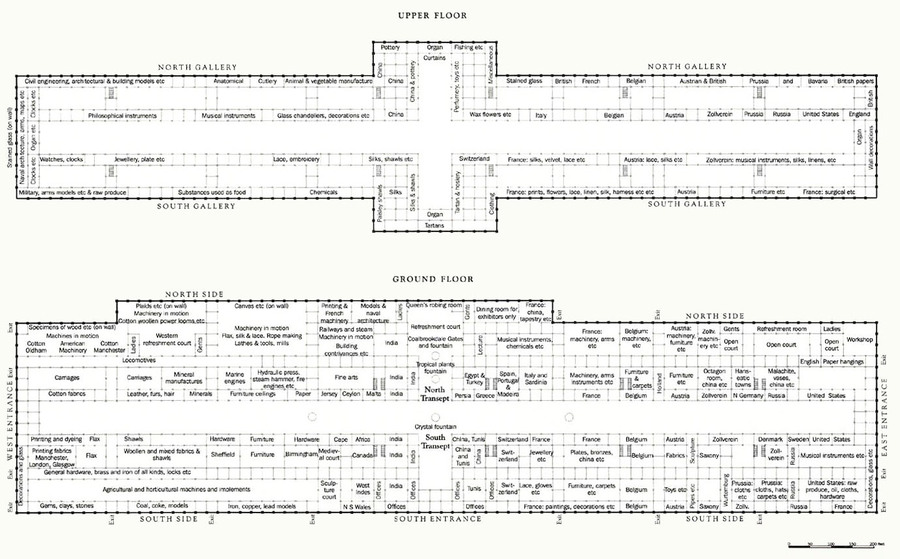 UPPER FLOOR
Pottery Organ Fishing etc
Curtains
China
China
China & pottery
Perfumery, toys etc
Miscellaneous
NORTH GALLERY
NORTH GALLERY
Civil engineering, architectural & building models etc Anatomical Cutlery Animal & vegetable manufacture
Stained glass British French Belgian Austrian & British Prussia and Bavaria British papers
Stained glass (on wall)
Naval architecture, arms, maps etc
Clocks etc
Organ etc
Clocks etc
Philosophical instruments Musical instruments Glass chandeliers, decorations etc China
Wax flowers etc Italy Belgian Austria Zollverein Prussia Russia United States England
British
Organ
Wall decorations
Watches, clocks Jewellery, plate etc Lace, embroidery Silks, shawls etc
Switzerland France: silks, velvet, lace etc Austria: lace, silks etc Zollverein: musical instruments, silks, linens, etc
Military, arms models etc & raw produce Substances used as food Chemicals
Paisley shawls
Silks
Silks & shawls
Tartan & hosiery
Clothing
France: prints, flowers, lace, linen, silk, harness etc etc Austria Furniture etc France: surgical etc
SOUTH GALLERY
SOUTH GALLERY
Organ
Tartans
GROUND FLOOR
NORTH SIDE
Plaids etc (on wall) Canvas etc (on wall)
Machinery in motion
Cotton woollen power looms etc
Printing &
French
machinery
Models &
naval
architecture
Ladies
Queen's robing room
Gents
Dining room for
exhibitors only
France:
china,
tapestry etc
NORTH SIDE
Specimens of wood etc (on wall)
Machines in motion
Cotton
Oldham
American
Machinery
Cotton
Manchester
Ladies
Western
refreshment court
Gents
Locomotives
Machinery in motion
Flax, silk & lace. Rope making
Lathes & tools, mills
Railways and steam
Machinery in motion
Building
contrivances etc
India
Refreshment court
Coalbrookdale Gates
and fountain
Lecture
Musical instruments,
chemicals etc
France:
machinery,
arms etc
Belgium:
machinery,
etc
Austria:
machinery
etc
Zollv.
machinery
etc
Gents
Open
court
Refreshment room
Open court
Ladies
Open
court
Workshop
English Paper hangings
Tropical plants
fountain
Carriages Carriages
Mineral
manufactures
Marine
engines
Hydraulic press,
steam hammer, fire
engines etc
Fine arts
India
India
Egypt &
Turkey
Spain,
Portugal
&
Madeira
Italy and
Sardinia
Machinery, arms
instruments etc
Furniture
&
carpets
Holland
Furniture
etc
Octagon
room,
china etc
Hanseatic
towns
Malachite,
vases,
china etc
Cotton fabrics Leather, furs, hair Minerals Furniture ceilings Paper Jersey Ceylon Malta India
North
Transept
Persia Greece
France Belgium Austria Zollverein N Germany Russia United States
WEST ENTRANCE
EAST ENTRANCE
Crystal fountain
South
Transept
Printing and dyeing Flax Shawls Hardware Furniture Hardware Cape Africa India
China, Tunis Switzerland France France Belgium Austria Zollverein Denmark Sweden United States
Printing fabrics
Manchester,
London, Glasgow
Flax
Woollen and mixed fabrics &
shawls
Sheffield Furniture Birmingham
Medieval court
Canada
India
India
China
and
Tunis
China
Switzerland
Jewellery
etc
Plates, bronzes,
china etc
Belgium
Fabrics
Sculpture
Saxony
Zollverein
Russia
Musical instruments etc
General hardware, brass and iron of all kinds, locks etc
Agricultural and horticultural machines and implements
Sculpture
court
West
Indies
Offices
India
Offices
Offices
Tunis
Offices
Switzerland
Lace, gloves
etc
Furniture, carpets
etc
Belgium
Toys etc
Pipes etc
Saxony
Wurtemburg
Prussia:
cloths
etc
Prussia:
cloths, hats,
carpets etc
Russia
United States: raw
produce, oil, cloths,
hardware
Decorations, glass etc
Gems, clays, stones Coal, coke, models Iron, copper, lead models N S Wales Offices
Offices France: paintings, decorations etc Belgium Austria Zollv. Russia France
Exit
Exit
Exit
Exit
Exit
SOUTH SIDE
SOUTH ENTRANCE
SOUTH SIDE
0 50 100 150 200 feet